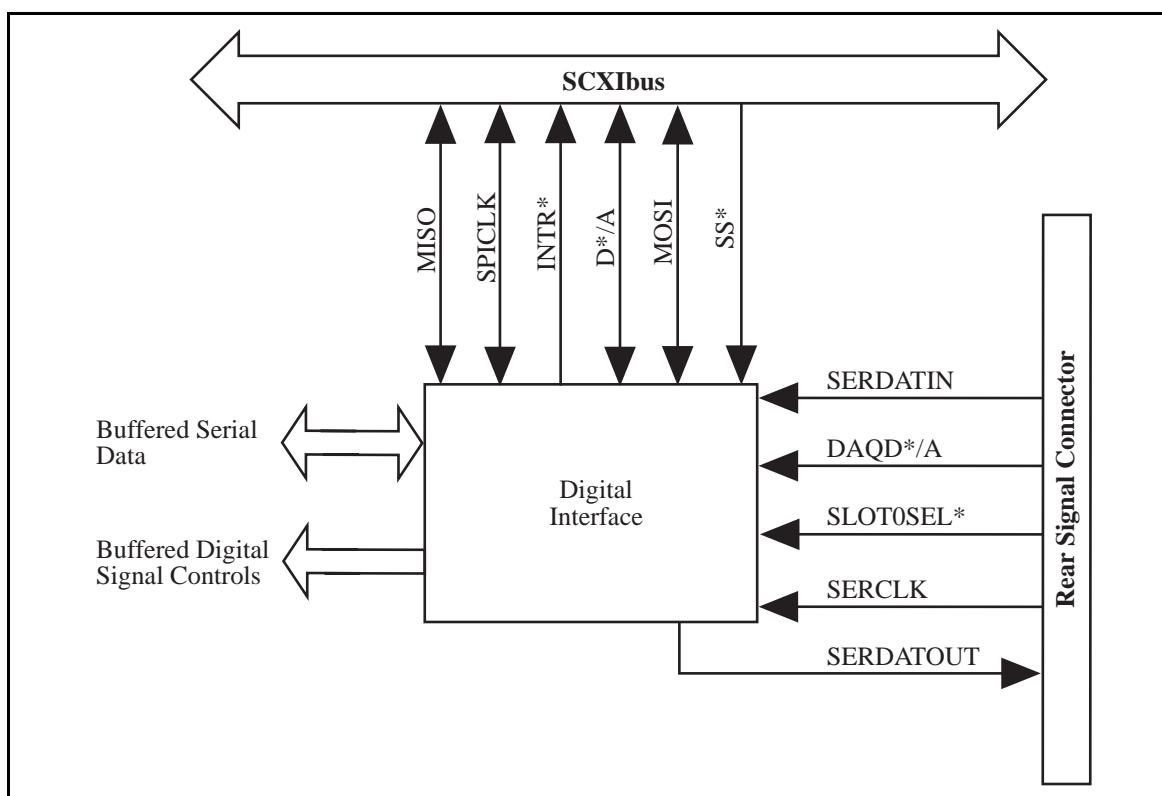 SCXIbus
MISO
SPICLK
INTR*
D*/A
MOSI
SS*
SERDATIN
DAQD*/A
SLOT0SEL*
SERCLK
SERDATOUT
Rear Signal Connector
Buffered Serial
Data
Digital
Interface
Buffered Digital
Signal Controls